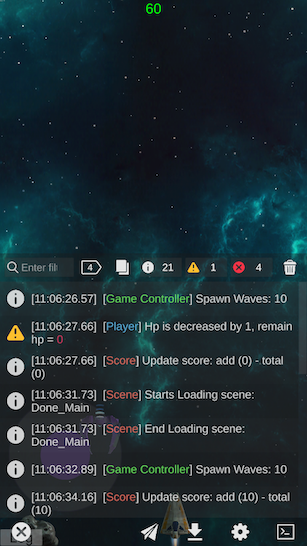 60
Enter fil
4
21
1
4
[11:06:26.57] [Game Controller] Spawn Waves: 10
[11:06:27.66] [Player] Hp is decreased by 1, remain
hp = 0
[11:06:27.66] [Score] Update score: add (0) - total
(0)
[11:06:31.73] [Scene] Starts Loading scene:
Done_Main
[11:06:31.73] [Scene] End Loading scene:
Done_Main
[11:06:32.89] [Game Controller] Spawn Waves: 10
[11:06:34.16] [Score] Update score: add (10) - total
(10)